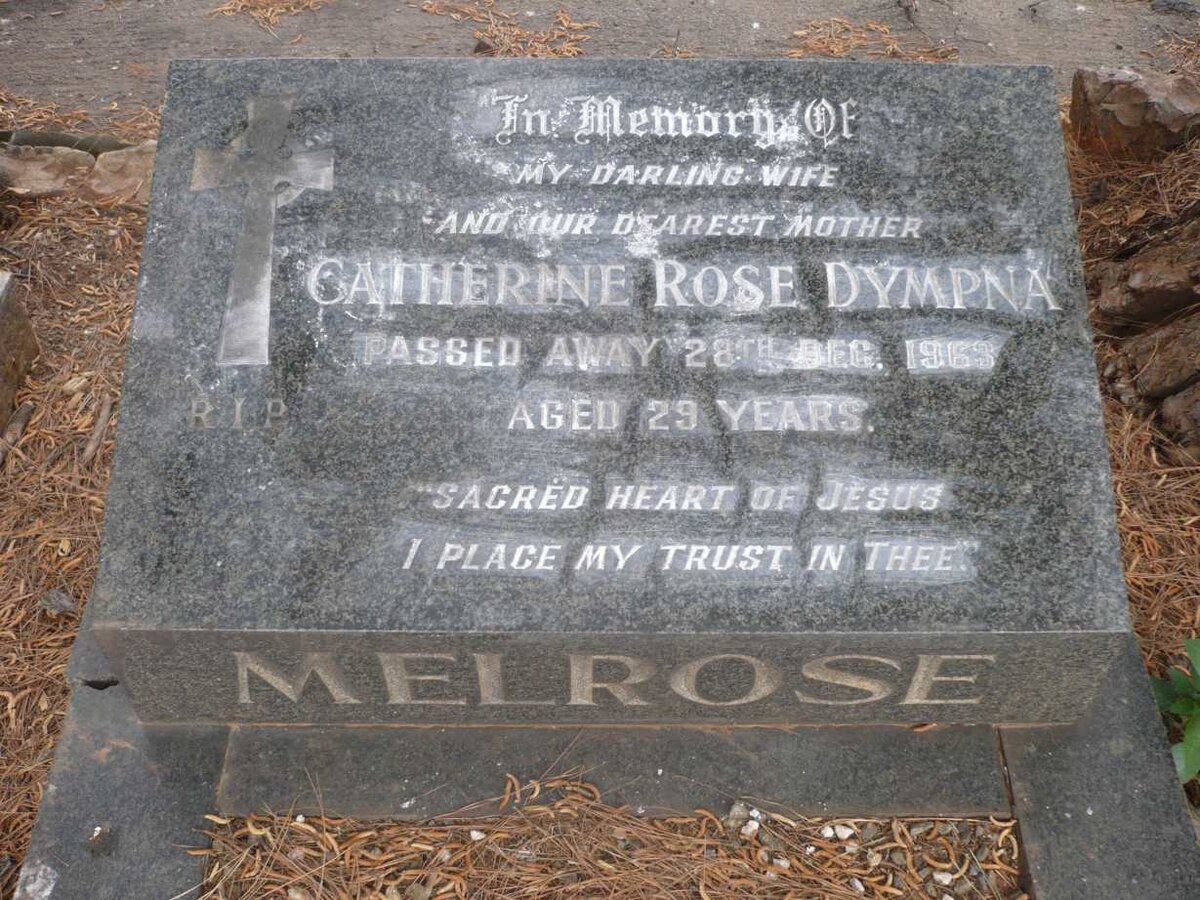 In Memory Of
MY DARLING WIFE
AND OUR DEAREST MOTHER
CATHERINE ROSE DYMPNA
PASSED AWAY 28TH DEC. 1963
R I P
AGED 29 YEARS.
"SACRED HEART OF JESUS
I PLACE MY TRUST IN THEE."
MELROSE